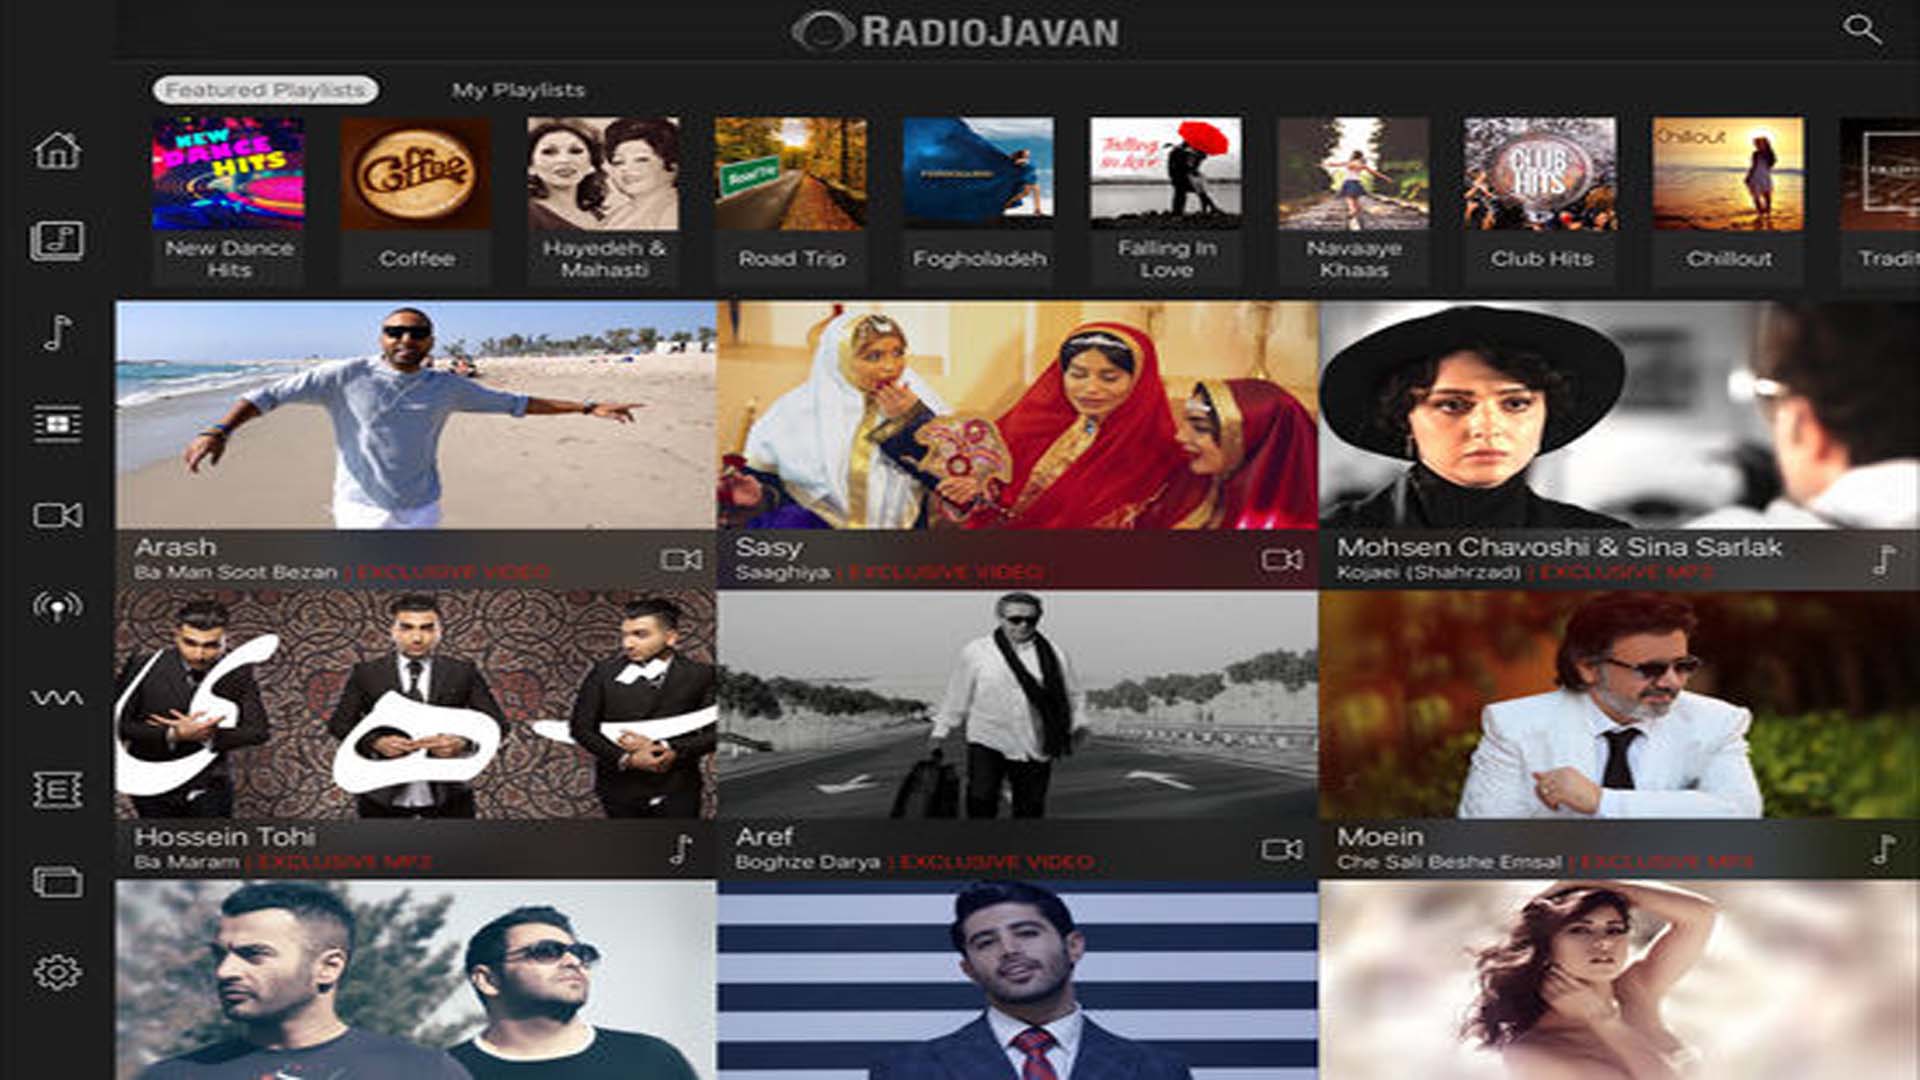 RADIOJAVAN
Featured Playlists
My Playlists
NEW
DANCE
HITS
Coffee
Road Trip
Falling
in love
CLUB
HITS
Chillout
New Dance
Hits
Coffee
Hayedeh &
Mahasti
Road Trip
Fogholadeh
Falling In
Love
Navaaye
Khaas
Club Hits
Chillout
Tradit
Arash
Ba Man Soot Bezan | EXCLUSIVE VIDEO
Sasy
Saaghiya | EXCLUSIVE VIDEO
Mohsen Chavoshi & Sina Sarlak
Kojaei (Shahrzad) | EXCLUSIVE MP3
Hossein Tohi
Ba Maram | EXCLUSIVE MP3
Aref
Boghze Darya | EXCLUSIVE VIDEO
Moein
Che Sali Beshe Emsal | EXCLUSIVE MP3
E